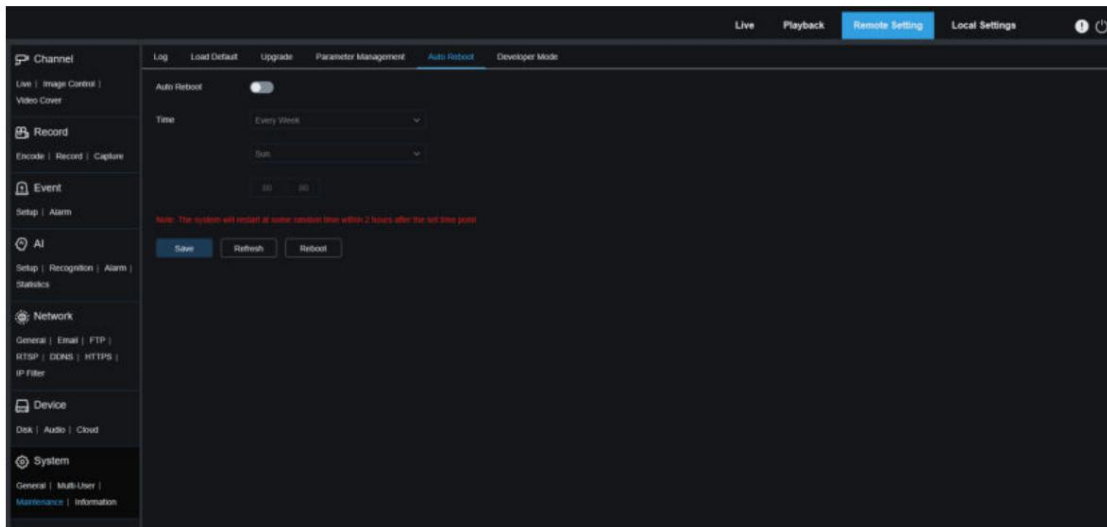 Live Playback Remote Setting Local Settings
Channel
Live | Image Control |
Video Cover
Record
Encode | Record | Capture
Event
Setup | Alarm
AI
Setup | Recognition | Alarm |
Statistics
Network
General | Email | FTP |
RTSP | DDNS | HTTPS |
IP Filter
Device
Disk | Audio | Cloud
System
General | Multi-User |
Maintenance | Information
Log Load Default Upgrade Parameter Management Auto Reboot Developer Mode
Auto Reboot
Time Every Week
Sun
00 00
Note: The system will restart at some random time within 2 hours after the set time point
Save Refresh Reboot